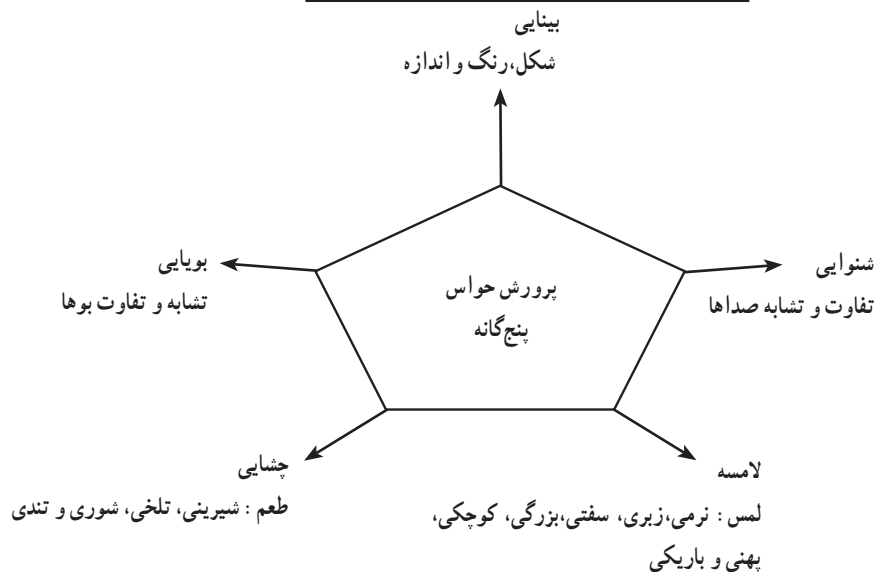 بینایی
شکل،رنگ و اندازه
شنوایی
تفاوت و تشابه صداها
بویایی
تشابه و تفاوت بوها
پرورش حواس
پنج‌گانه
لامسه
لمس : نرمی،زبری، سفتی،بزرگی، کوچکی،
پهنی و باریکی
چشایی
طعم : شیرینی، تلخی، شوری و تندی